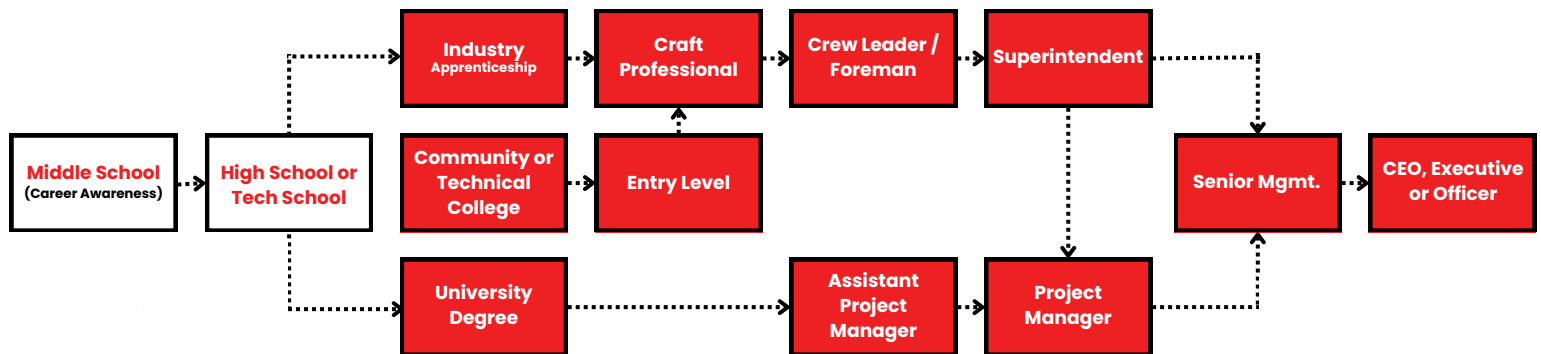 Industry
Apprenticeship
Craft
Professional
Crew Leader /
Foreman
Superintendent
Middle School
(Career Awareness)
High School or
Tech School
Community or
Technical
College
Entry Level
Senior Mgmt.
CEO, Executive
or Officer
University
Degree
Assistant
Project
Manager
Project
Manager